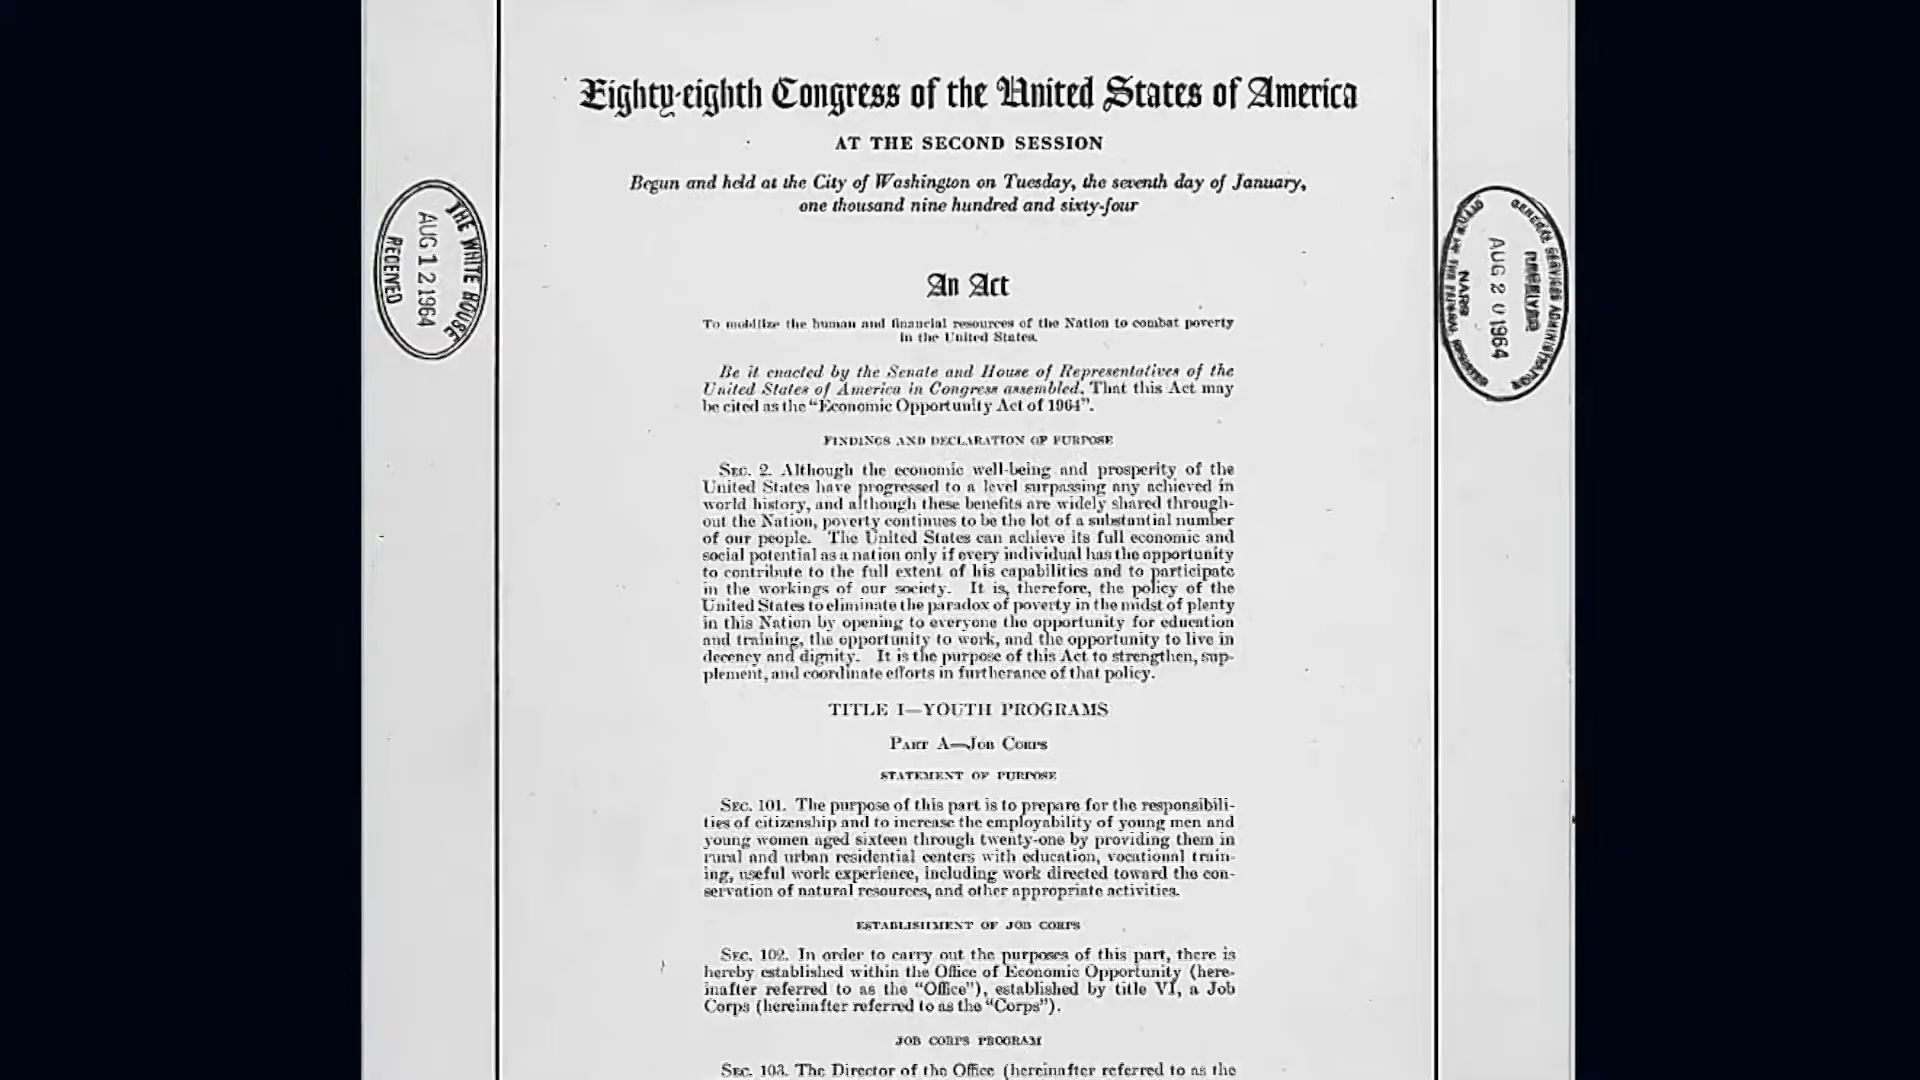 Eighty-eighth Congress of the United States of America
AT THE SECOND SESSION
Begun and held at the City of Washington on Tuesday, the seventh day of January,
one thousand nine hundred and sixty-four
THE WHITE HOUSE
AUG 12 1964
RECEIVED
GENERAL SERVICES ADMINISTRATION
AUG 20 1964
NARS
An Act
To mobilize the human and financial resources of the Nation to combat poverty
in the United States.
Be it enacted by the Senate and House of Representatives of the
United States of America in Congress assembled, That this Act may
be cited as the “Economic Opportunity Act of 1964”.
FINDINGS AND DECLARATION OF PURPOSE
SEC. 2. Although the economic well-being and prosperity of the
United States have progressed to a level surpassing any achieved in
world history, and although these benefits are widely shared through-
out the Nation, poverty continues to be the lot of a substantial number
of our people. The United States can achieve its full economic and
social potential as a nation only if every individual has the opportunity
to contribute to the full extent of his capabilities and to participate
in the workings of our society. It is, therefore, the policy of the
United States to eliminate the paradox of poverty in the midst of plenty
in this Nation by opening to everyone the opportunity for education
and training, the opportunity to work, and the opportunity to live in
decency and dignity. It is the purpose of this Act to strengthen, sup-
plement, and coordinate efforts in furtherance of that policy.
TITLE I—YOUTH PROGRAMS
PART A—JOB CORPS
STATEMENT OF PURPOSE
SEC. 101. The purpose of this part is to prepare for the responsibili-
ties of citizenship and to increase the employability of young men and
young women aged sixteen through twenty-one by providing them in
rural and urban residential centers with education, vocational train-
ing, useful work experience, including work directed toward the con-
servation of natural resources, and other appropriate activities.
ESTABLISHMENT OF JOB CORPS
SEC. 102. In order to carry out the purposes of this part, there is
hereby established within the Office of Economic Opportunity (here-
inafter referred to as the “Office”), established by title VI, a Job
Corps (hereinafter referred to as the “Corps”).
JOB CORPS PROGRAM
SEC. 103. The Director of the Office (hereinafter referred to as the